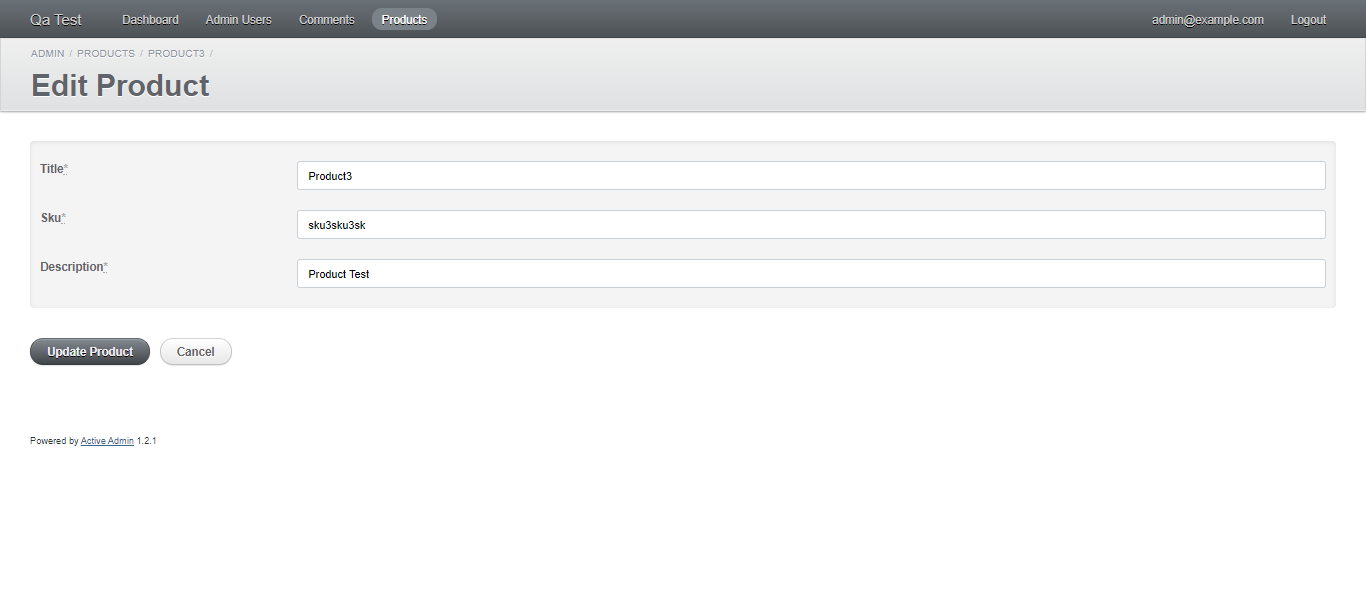 Qa Test Dashboard Admin Users Comments Products admin@example.com Logout
ADMIN / PRODUCTS / PRODUCT3 /
Edit Product
Title*
Product3
Sku*
sku3sku3sk
Description*
Product Test
Update Product Cancel
Powered by Active Admin 1.2.1